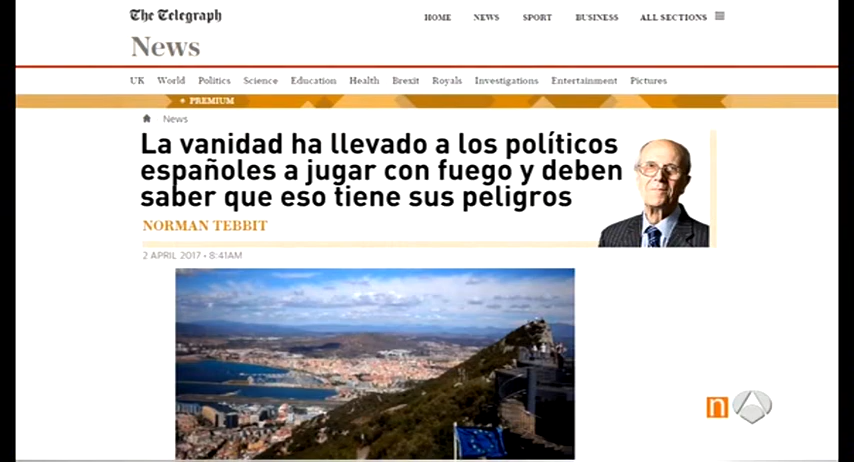 The Telegraph
HOME NEWS SPORT BUSINESS ALL SECTIONS
News
UK World Politics Science Education Health Brexit Royals Investigations Entertainment Pictures
PREMIUM
News
La vanidad ha llevado a los políticos
españoles a jugar con fuego y deben
saber que eso tiene sus peligros
NORMAN TEBBIT
2 APRIL 2017 • 8:41AM
n